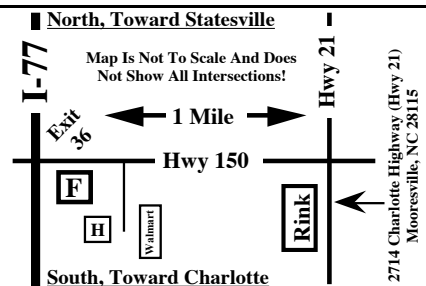 North, Toward Statesville
I-77
Map Is Not To Scale And Does
Not Show All Intersections!
Hwy 21
Exit
36
1 Mile
Hwy 150
F
H
Walmart
Rink
2714 Charlotte Highway (Hwy 21)
Mooresville, NC 28115
South, Toward Charlotte